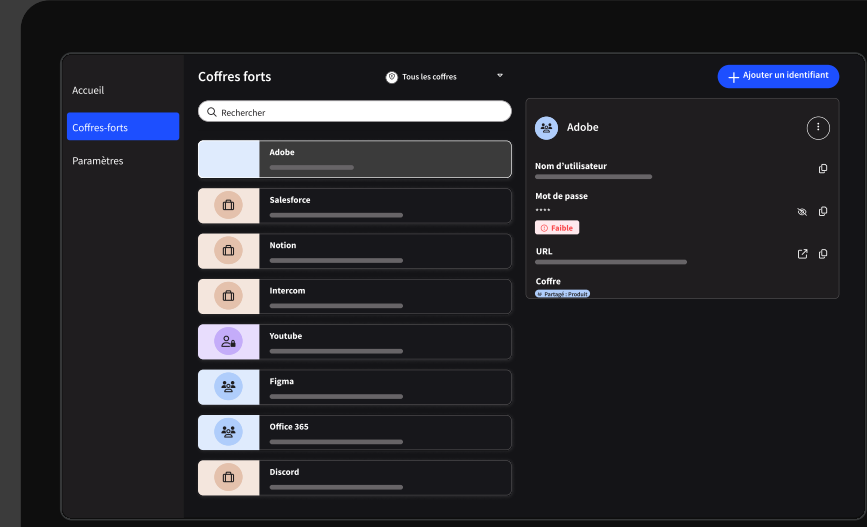 Accueil
Coffres-forts
Paramètres
Coffres forts
Tous les coffres
Rechercher
Adobe
Salesforce
Notion
Intercom
Youtube
Figma
Office 365
Discord
Ajouter un identifiant
Adobe
Nom d'utilisateur
Mot de passe
****
Faible
URL
Coffre
Partagé : Produit